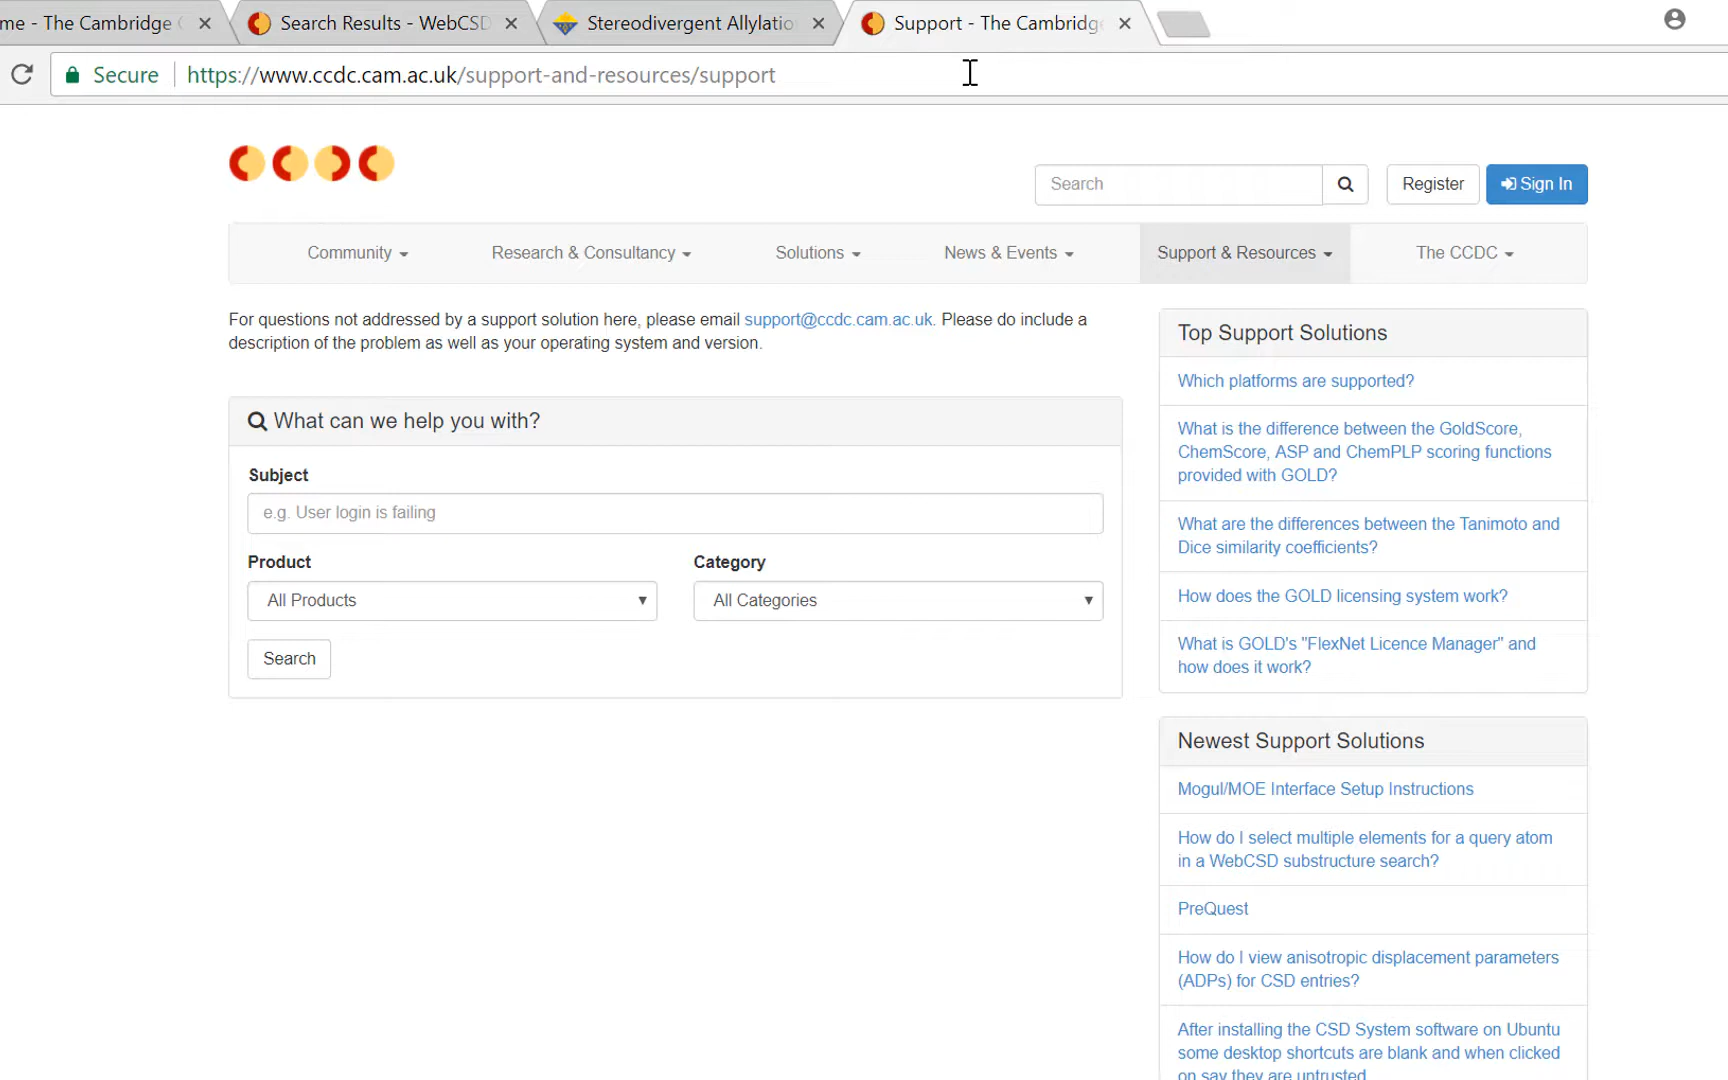 me - The Cambridge
Search Results - WebCSD
Stereodivergent Allylatio
Support - The Cambridge
Secure
https://www.ccdc.cam.ac.uk/support-and-resources/support
Search
Register
Sign In
Community
Research & Consultancy
Solutions
News & Events
Support & Resources
The CCDC
For questions not addressed by a support solution here, please email support@ccdc.cam.ac.uk. Please do include a
description of the problem as well as your operating system and version.
What can we help you with?
Subject
e.g. User login is failing
Product
Category
All Products
All Categories
Search
Top Support Solutions
Which platforms are supported?
What is the difference between the GoldScore,
ChemScore, ASP and ChemPLP scoring functions
provided with GOLD?
What are the differences between the Tanimoto and
Dice similarity coefficients?
How does the GOLD licensing system work?
What is GOLD's "FlexNet Licence Manager" and
how does it work?
Newest Support Solutions
Mogul/MOE Interface Setup Instructions
How do I select multiple elements for a query atom
in a WebCSD substructure search?
PreQuest
How do I view anisotropic displacement parameters
(ADPs) for CSD entries?
After installing the CSD System software on Ubuntu
some desktop shortcuts are blank and when clicked
on say they are untrusted